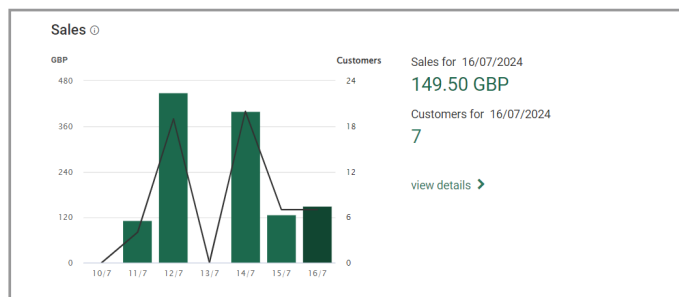 Sales
GBP
Customers
480
24
360
18
240
12
120
6
0
0
10/7 11/7 12/7 13/7 14/7 15/7 16/7
Sales for 16/07/2024
149.50 GBP
Customers for 16/07/2024
7
view details